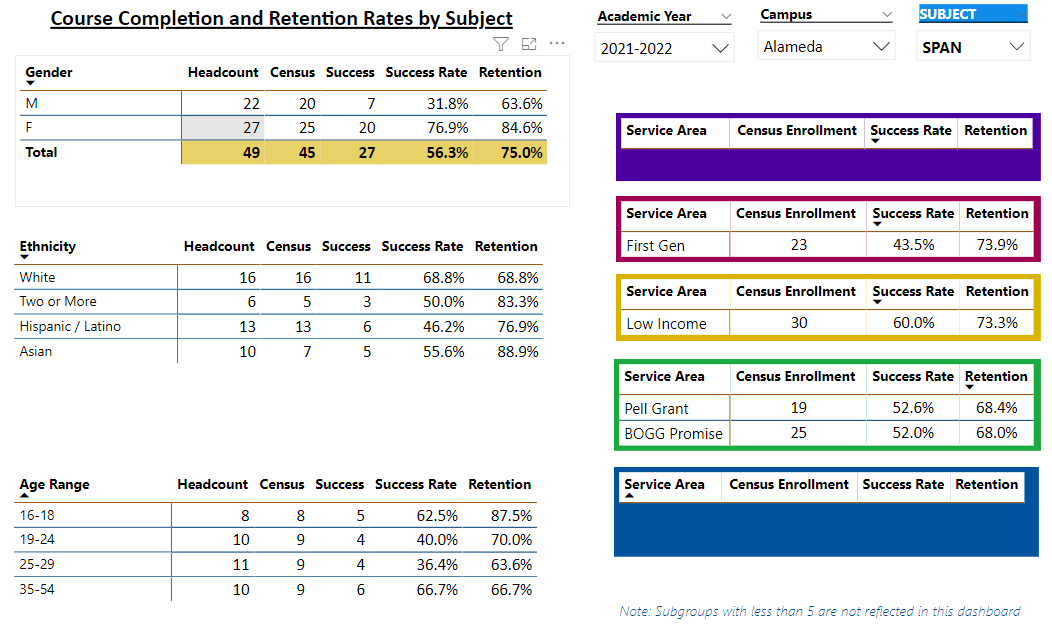 Course Completion and Retention Rates by Subject
Academic Year
Campus
SUBJECT
2021-2022
Alameda
SPAN
Gender Headcount Census Success Success Rate Retention
M 22 20 7 31.8% 63.6%
F 27 25 20 76.9% 84.6%
Total 49 45 27 56.3% 75.0%
Ethnicity Headcount Census Success Success Rate Retention
White 16 16 11 68.8% 68.8%
Two or More 6 5 3 50.0% 83.3%
Hispanic / Latino 13 13 6 46.2% 76.9%
Asian 10 7 5 55.6% 88.9%
Age Range Headcount Census Success Success Rate Retention
16-18 8 8 5 62.5% 87.5%
19-24 10 9 4 40.0% 70.0%
25-29 11 9 4 36.4% 63.6%
35-54 10 9 6 66.7% 66.7%
Service Area Census Enrollment Success Rate Retention
Service Area Census Enrollment Success Rate Retention
First Gen 23 43.5% 73.9%
Service Area Census Enrollment Success Rate Retention
Low Income 30 60.0% 73.3%
Service Area Census Enrollment Success Rate Retention
Pell Grant 19 52.6% 68.4%
BOGG Promise 25 52.0% 68.0%
Service Area Census Enrollment Success Rate Retention
Note: Subgroups with less than 5 are not reflected in this dashboard